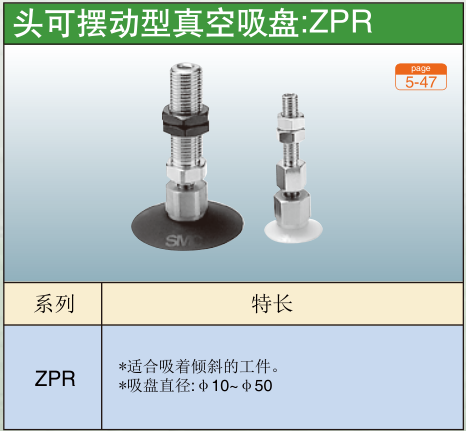 头可摆动型真空吸盘:ZPR
page
5-47
SMC
系列 特长
ZPR
*适合吸着倾斜的工件。
*吸盘直径:φ10~φ50